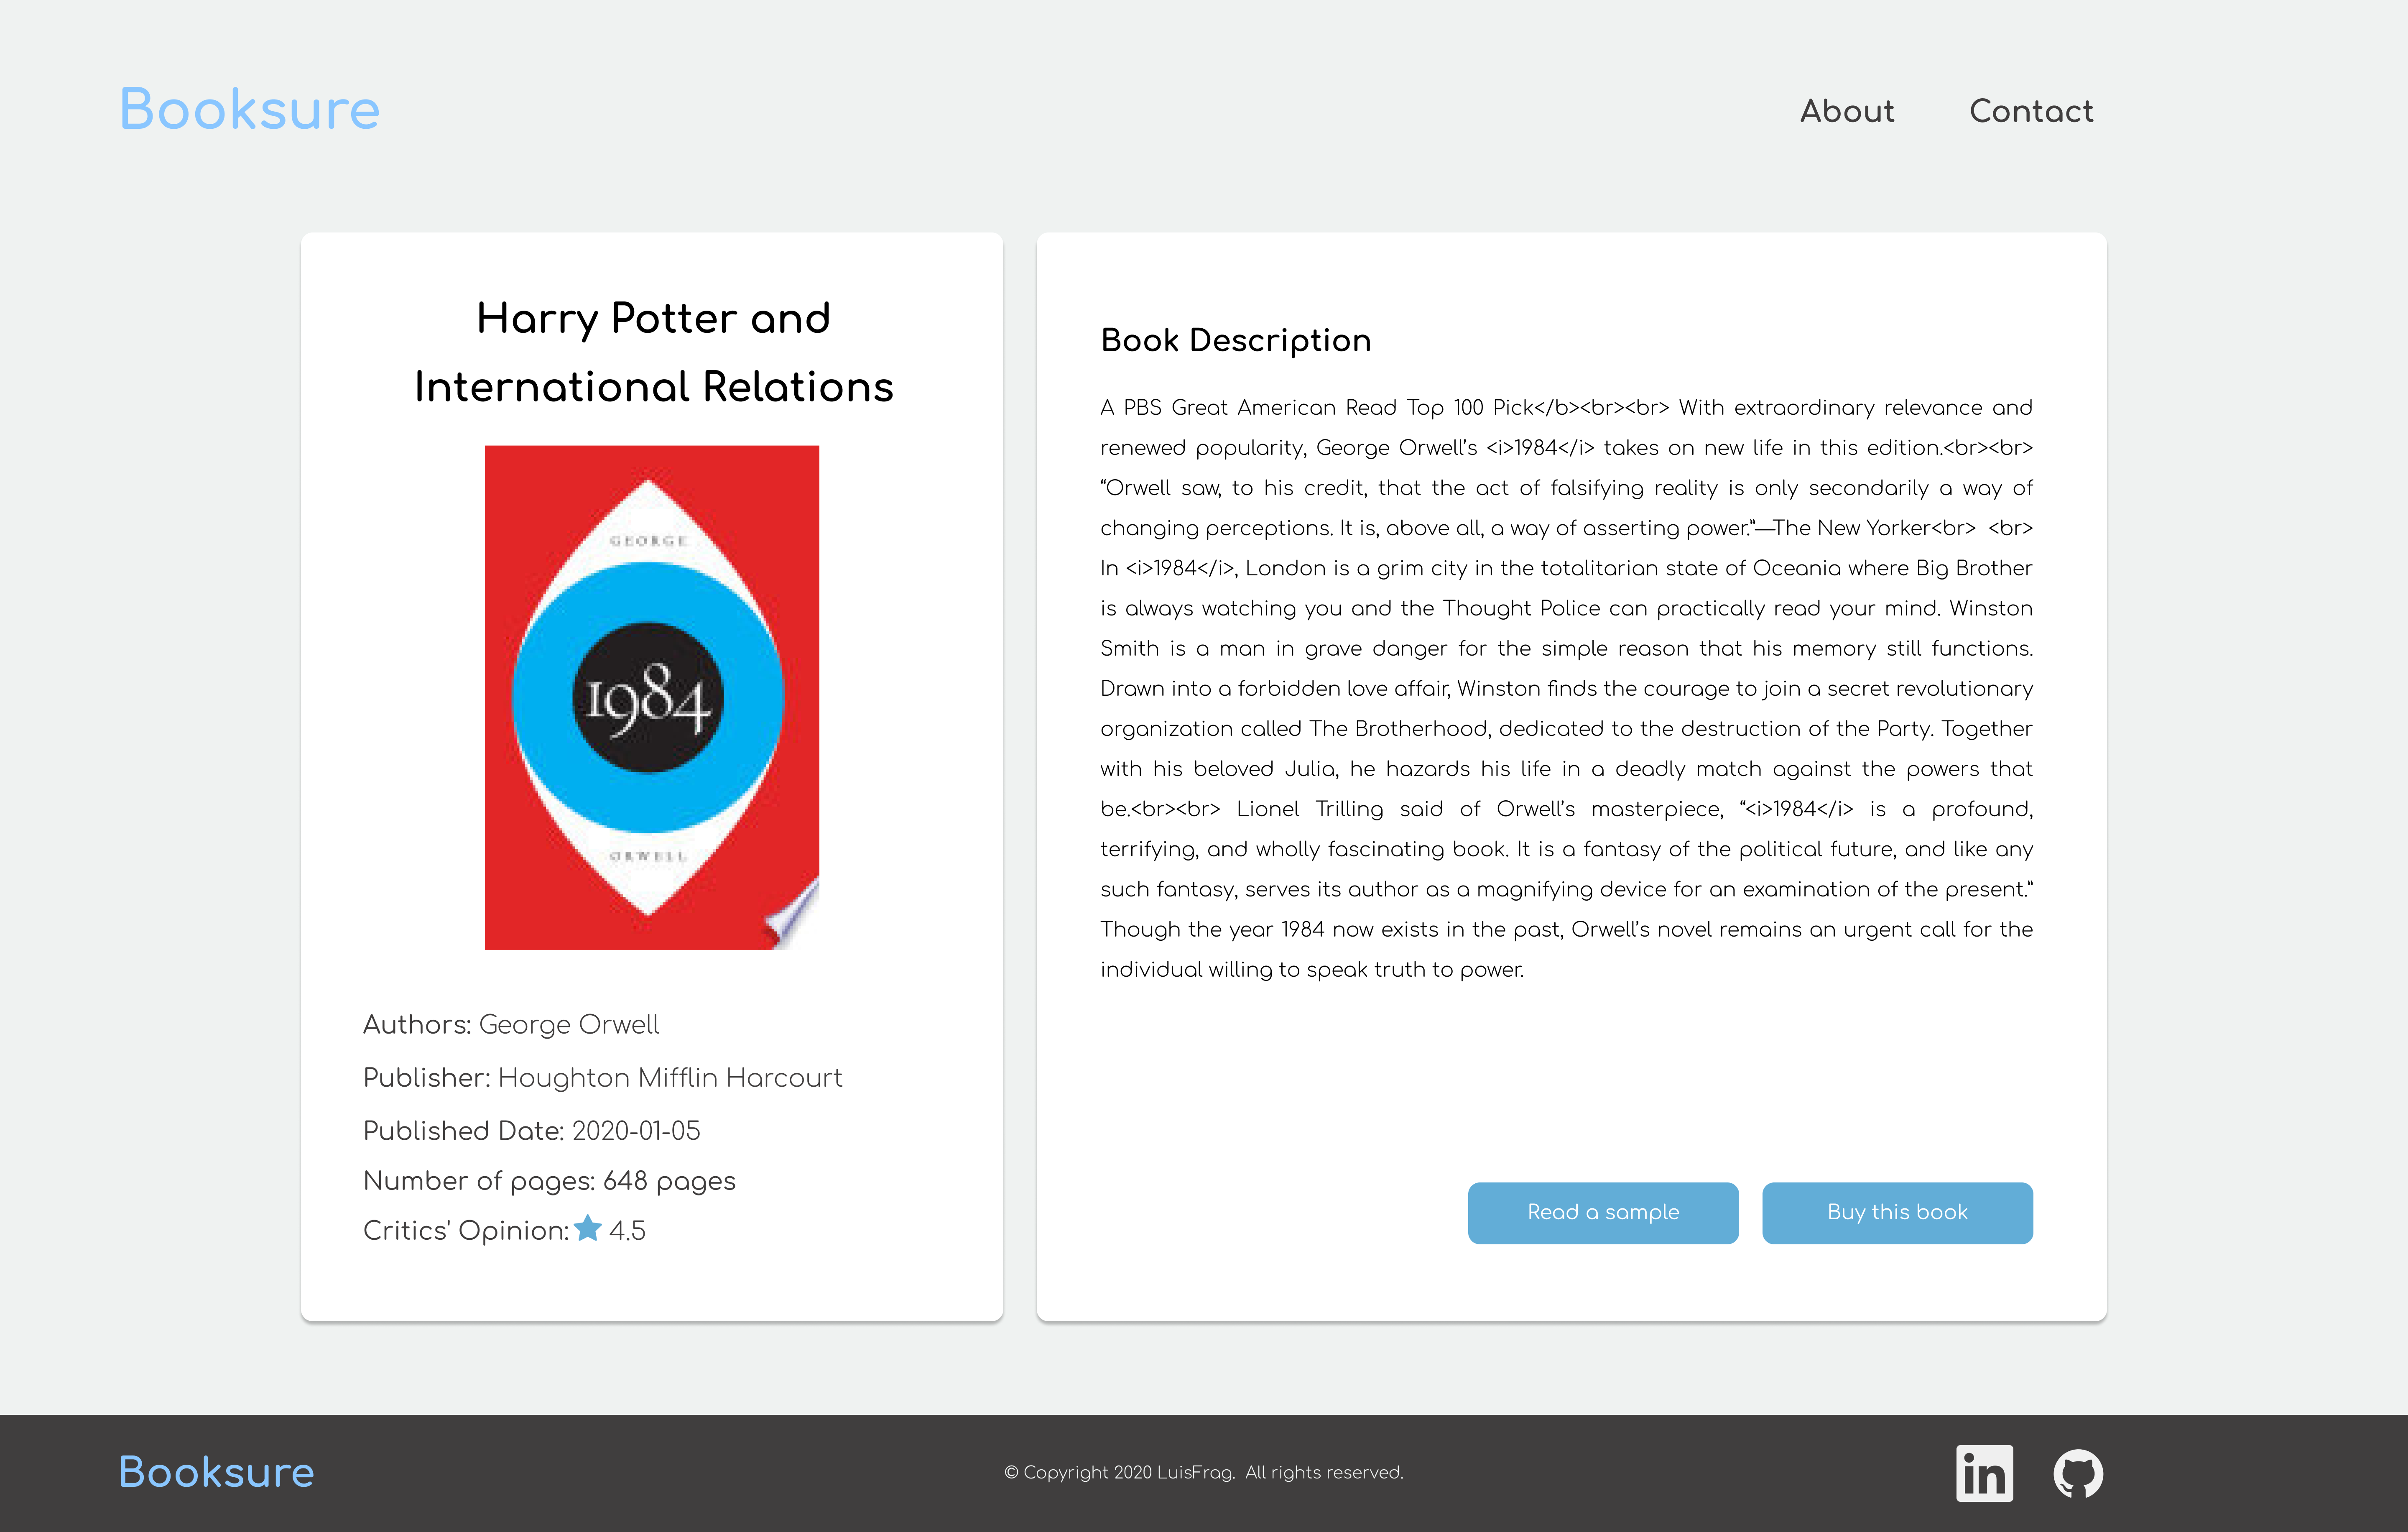 Booksure
About
Contact
Harry Potter and
International Relations
GEORGE
1984
ORWELL
Authors: George Orwell
Publisher: Houghton Mifflin Harcourt
Published Date: 2020-01-05
Number of pages: 648 pages
Critics' Opinion: 4.5
Book Description
A PBS Great American Read Top 100 Pick</b><br><br> With extraordinary relevance and
renewed popularity, George Orwell’s <i>1984</i> takes on new life in this edition.<br><br>
“Orwell saw, to his credit, that the act of falsifying reality is only secondarily a way of
changing perceptions. It is, above all, a way of asserting power.”—The New Yorker<br>  <br>
In <i>1984</i>, London is a grim city in the totalitarian state of Oceania where Big Brother
is always watching you and the Thought Police can practically read your mind. Winston
Smith is a man in grave danger for the simple reason that his memory still functions.
Drawn into a forbidden love affair, Winston finds the courage to join a secret revolutionary
organization called The Brotherhood, dedicated to the destruction of the Party. Together
with his beloved Julia, he hazards his life in a deadly match against the powers that
be.<br><br> Lionel Trilling said of Orwell’s masterpiece, “<i>1984</i> is a profound,
terrifying, and wholly fascinating book. It is a fantasy of the political future, and like any
such fantasy, serves its author as a magnifying device for an examination of the present.”
Though the year 1984 now exists in the past, Orwell’s novel remains an urgent call for the
individual willing to speak truth to power.
Read a sample
Buy this book
Booksure
© Copyright 2020 LuisFrag.  All rights reserved.
in